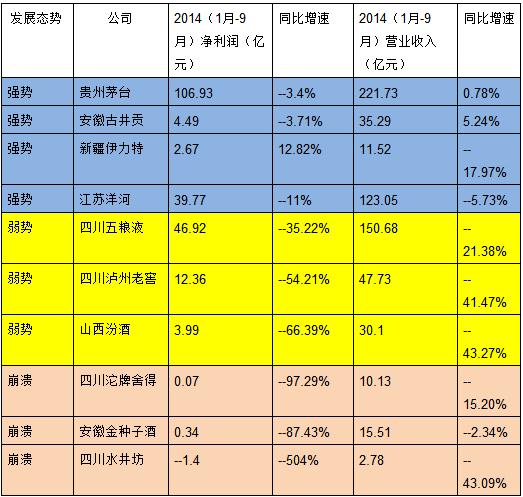 发展态势 公司 2014（1月-9月）净利润（亿元） 同比增速 2014（1月-9月）营业收入（亿元） 同比增速
强势 贵州茅台 106.93 --3.4% 221.73 0.78%
强势 安徽古井贡 4.49 --3.71% 35.29 5.24%
强势 新疆伊力特 2.67 12.82% 11.52 --17.97%
强势 江苏洋河 39.77 --11% 123.05 --5.73%
弱势 四川五粮液 46.92 --35.22% 150.68 --21.38%
弱势 四川泸州老窖 12.36 --54.21% 47.73 --41.47%
弱势 山西汾酒 3.99 --66.39% 30.1 --43.27%
崩溃 四川沱牌舍得 0.07 --97.29% 10.13 --15.20%
崩溃 安徽金种子酒 0.34 --87.43% 15.51 --2.34%
崩溃 四川水井坊 --1.4 --504% 2.78 --43.09%